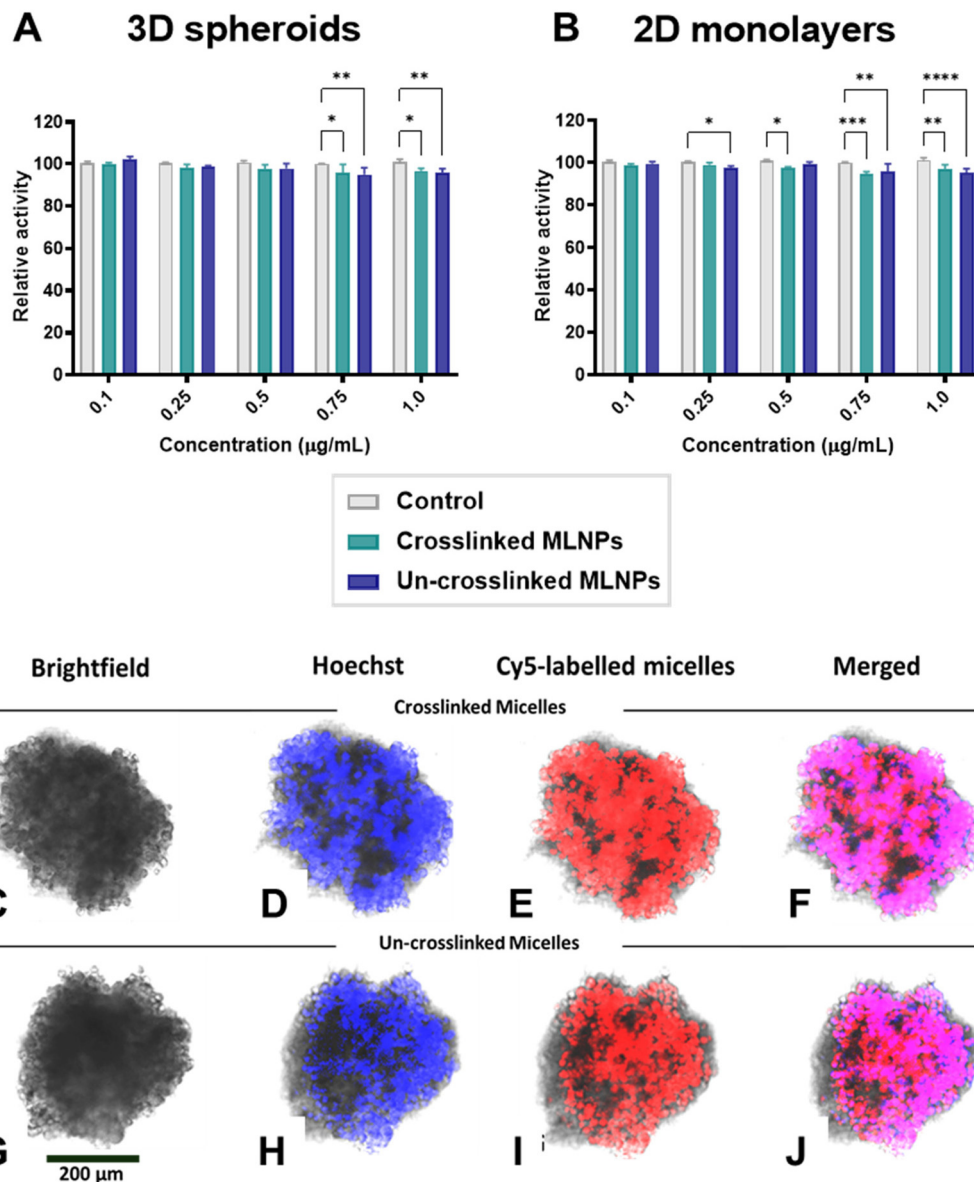 A 3D spheroids
B 2D monolayers
** **
* *
** ****
* * *** **
Relative activity
120
100
80
60
40
20
0
0.1 0.25 0.5 0.75 1.0
Concentration (µg/mL)
Relative activity
120
100
80
60
40
20
0
0.1 0.25 0.5 0.75 1.0
Concentration (µg/mL)
Control
Crosslinked MLNPs
Un-crosslinked MLNPs
Brightfield Hoechst Cy5-labelled micelles Merged
Crosslinked Micelles
C D E F
Un-crosslinked Micelles
G H I J
200 µm